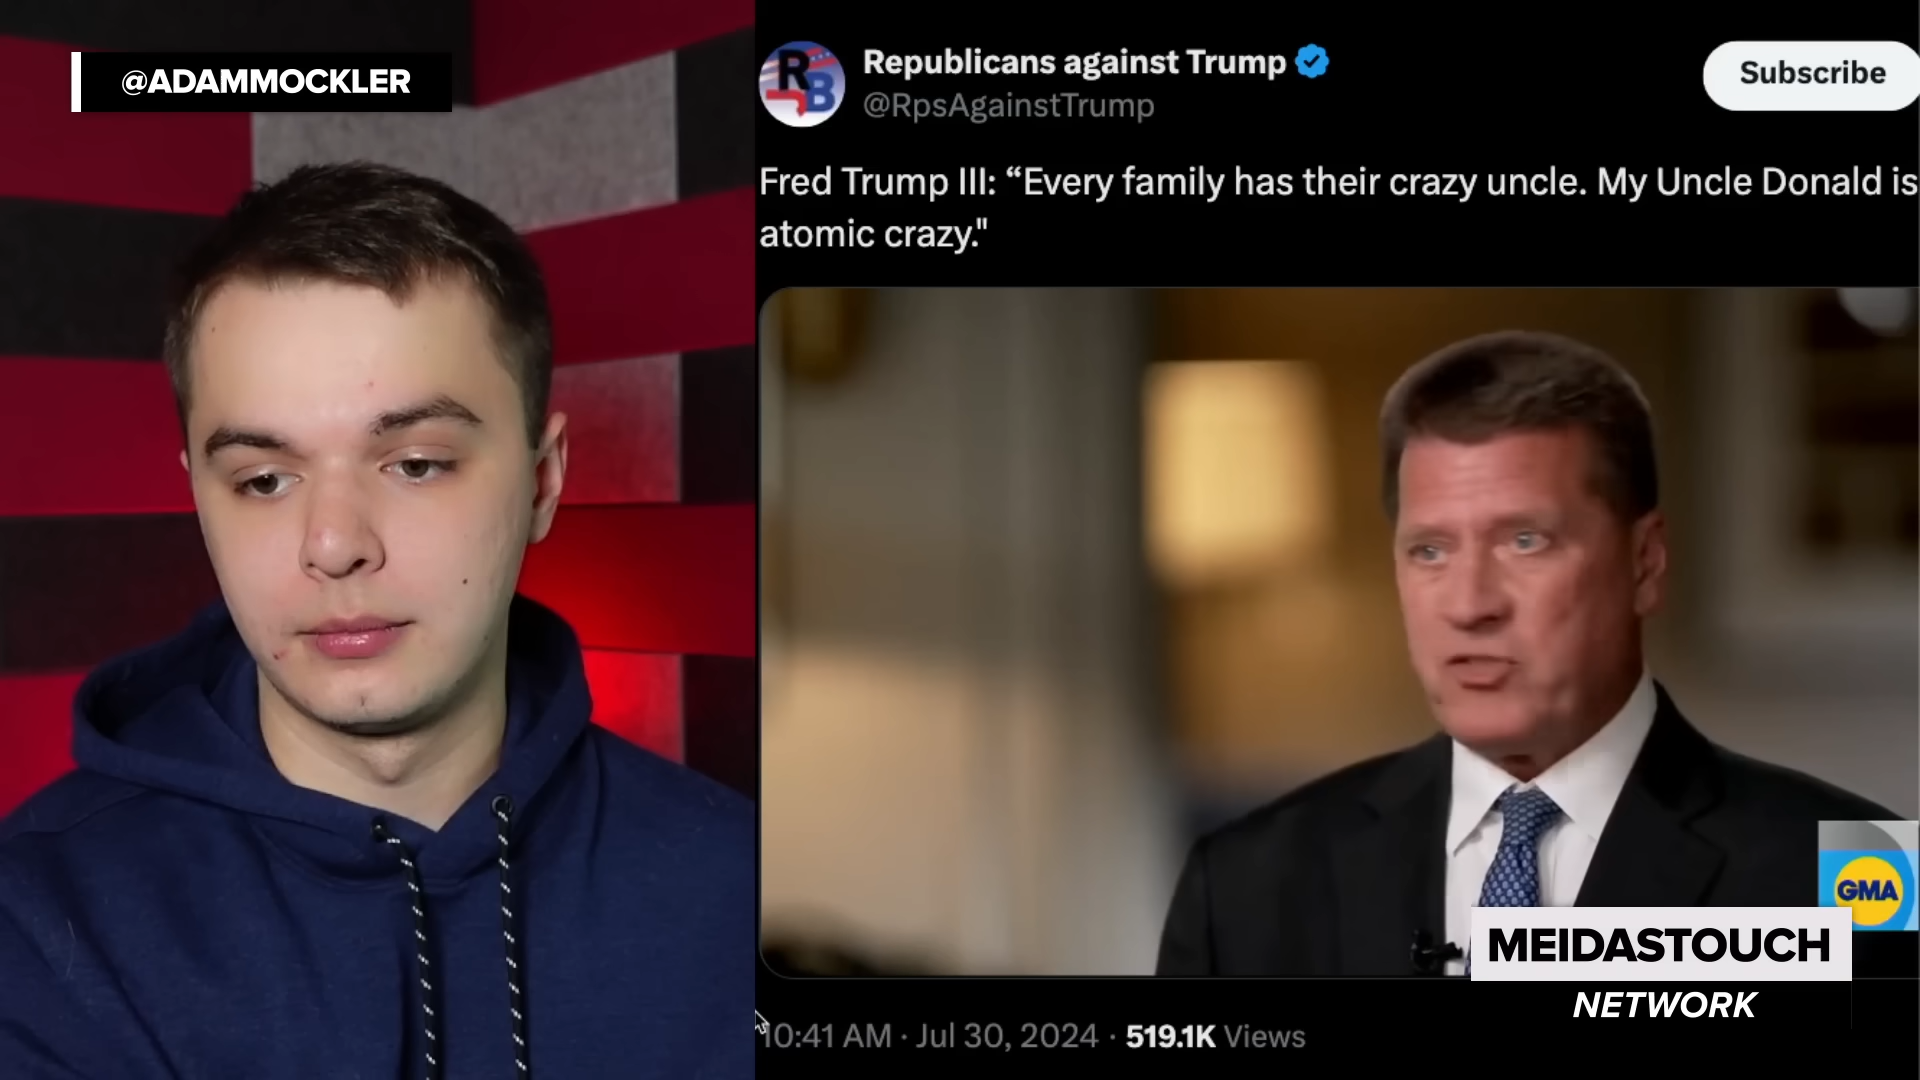 @ADAMMOCKLER
Republicans against Trump
@RpsAgainstTrump
Subscribe
Fred Trump III: “Every family has their crazy uncle. My Uncle Donald is
atomic crazy."
GMA
MEIDASTOUCH
NETWORK
10:41 AM · Jul 30, 2024 · 519.1K Views